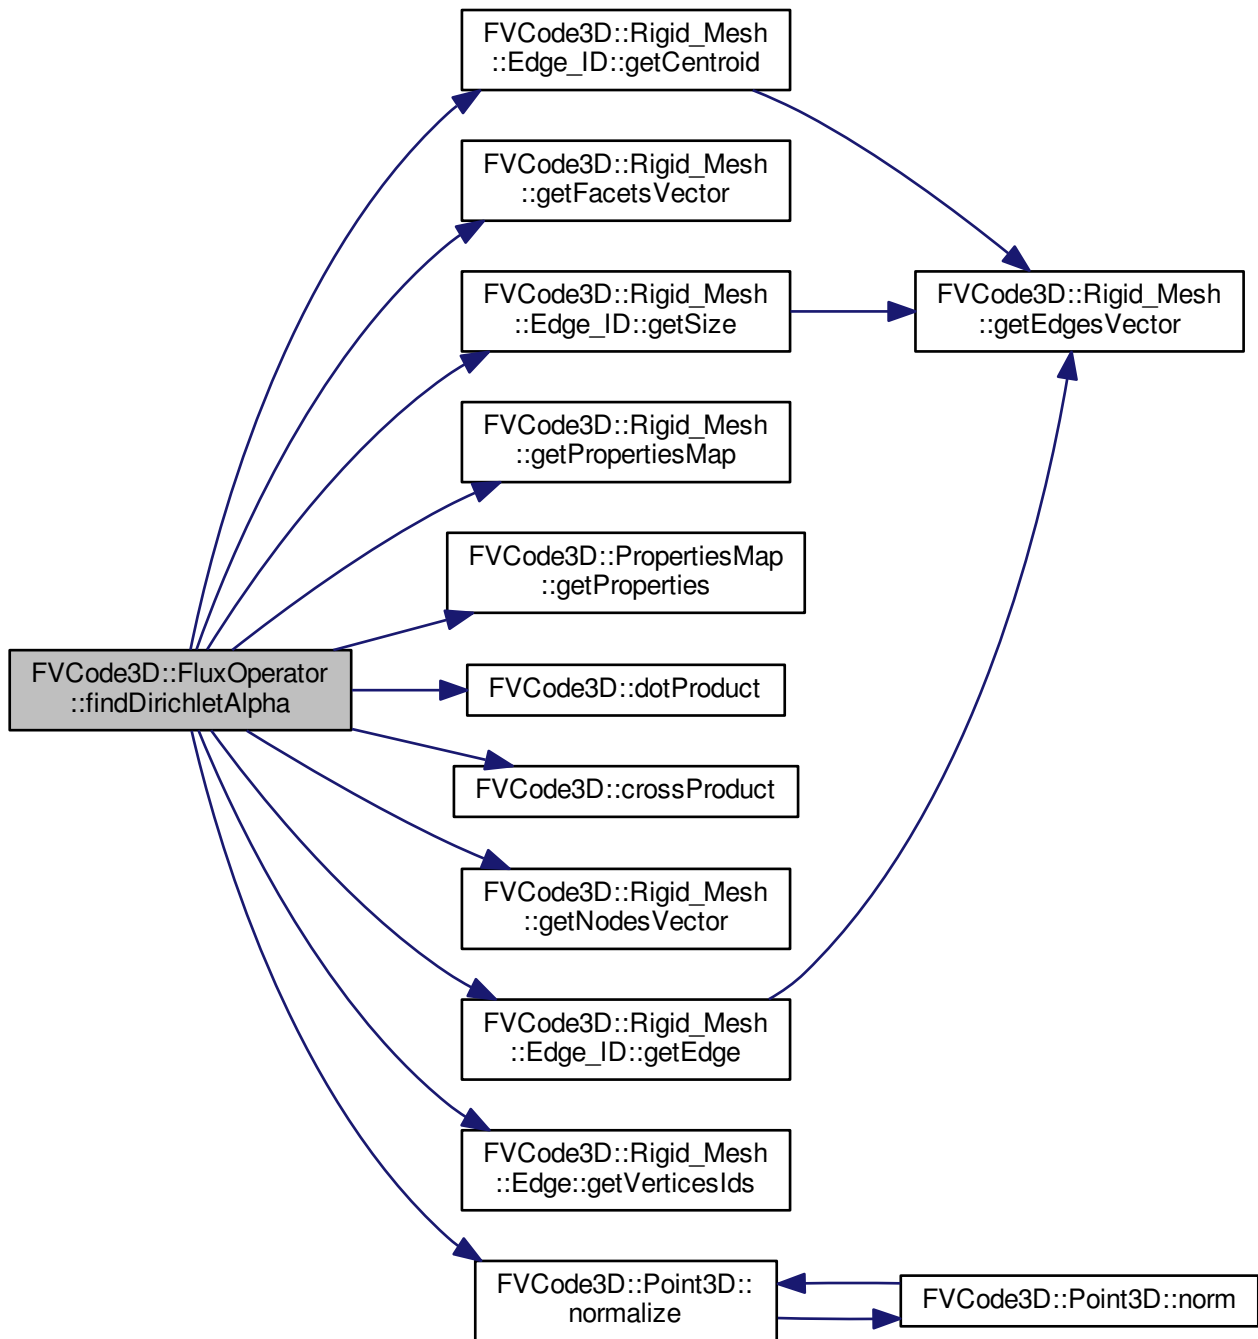 FVCode3D::Rigid_Mesh
::Edge_ID::getCentroid
FVCode3D::Rigid_Mesh
::getFacetsVector
FVCode3D::Rigid_Mesh
::Edge_ID::getSize
FVCode3D::Rigid_Mesh
::getEdgesVector
FVCode3D::Rigid_Mesh
::getPropertiesMap
FVCode3D::PropertiesMap
::getProperties
FVCode3D::FluxOperator
::findDirichletAlpha
FVCode3D::dotProduct
FVCode3D::crossProduct
FVCode3D::Rigid_Mesh
::getNodesVector
FVCode3D::Rigid_Mesh
::Edge_ID::getEdge
FVCode3D::Rigid_Mesh
::Edge::getVerticesIds
FVCode3D::Point3D::
normalize
FVCode3D::Point3D::norm